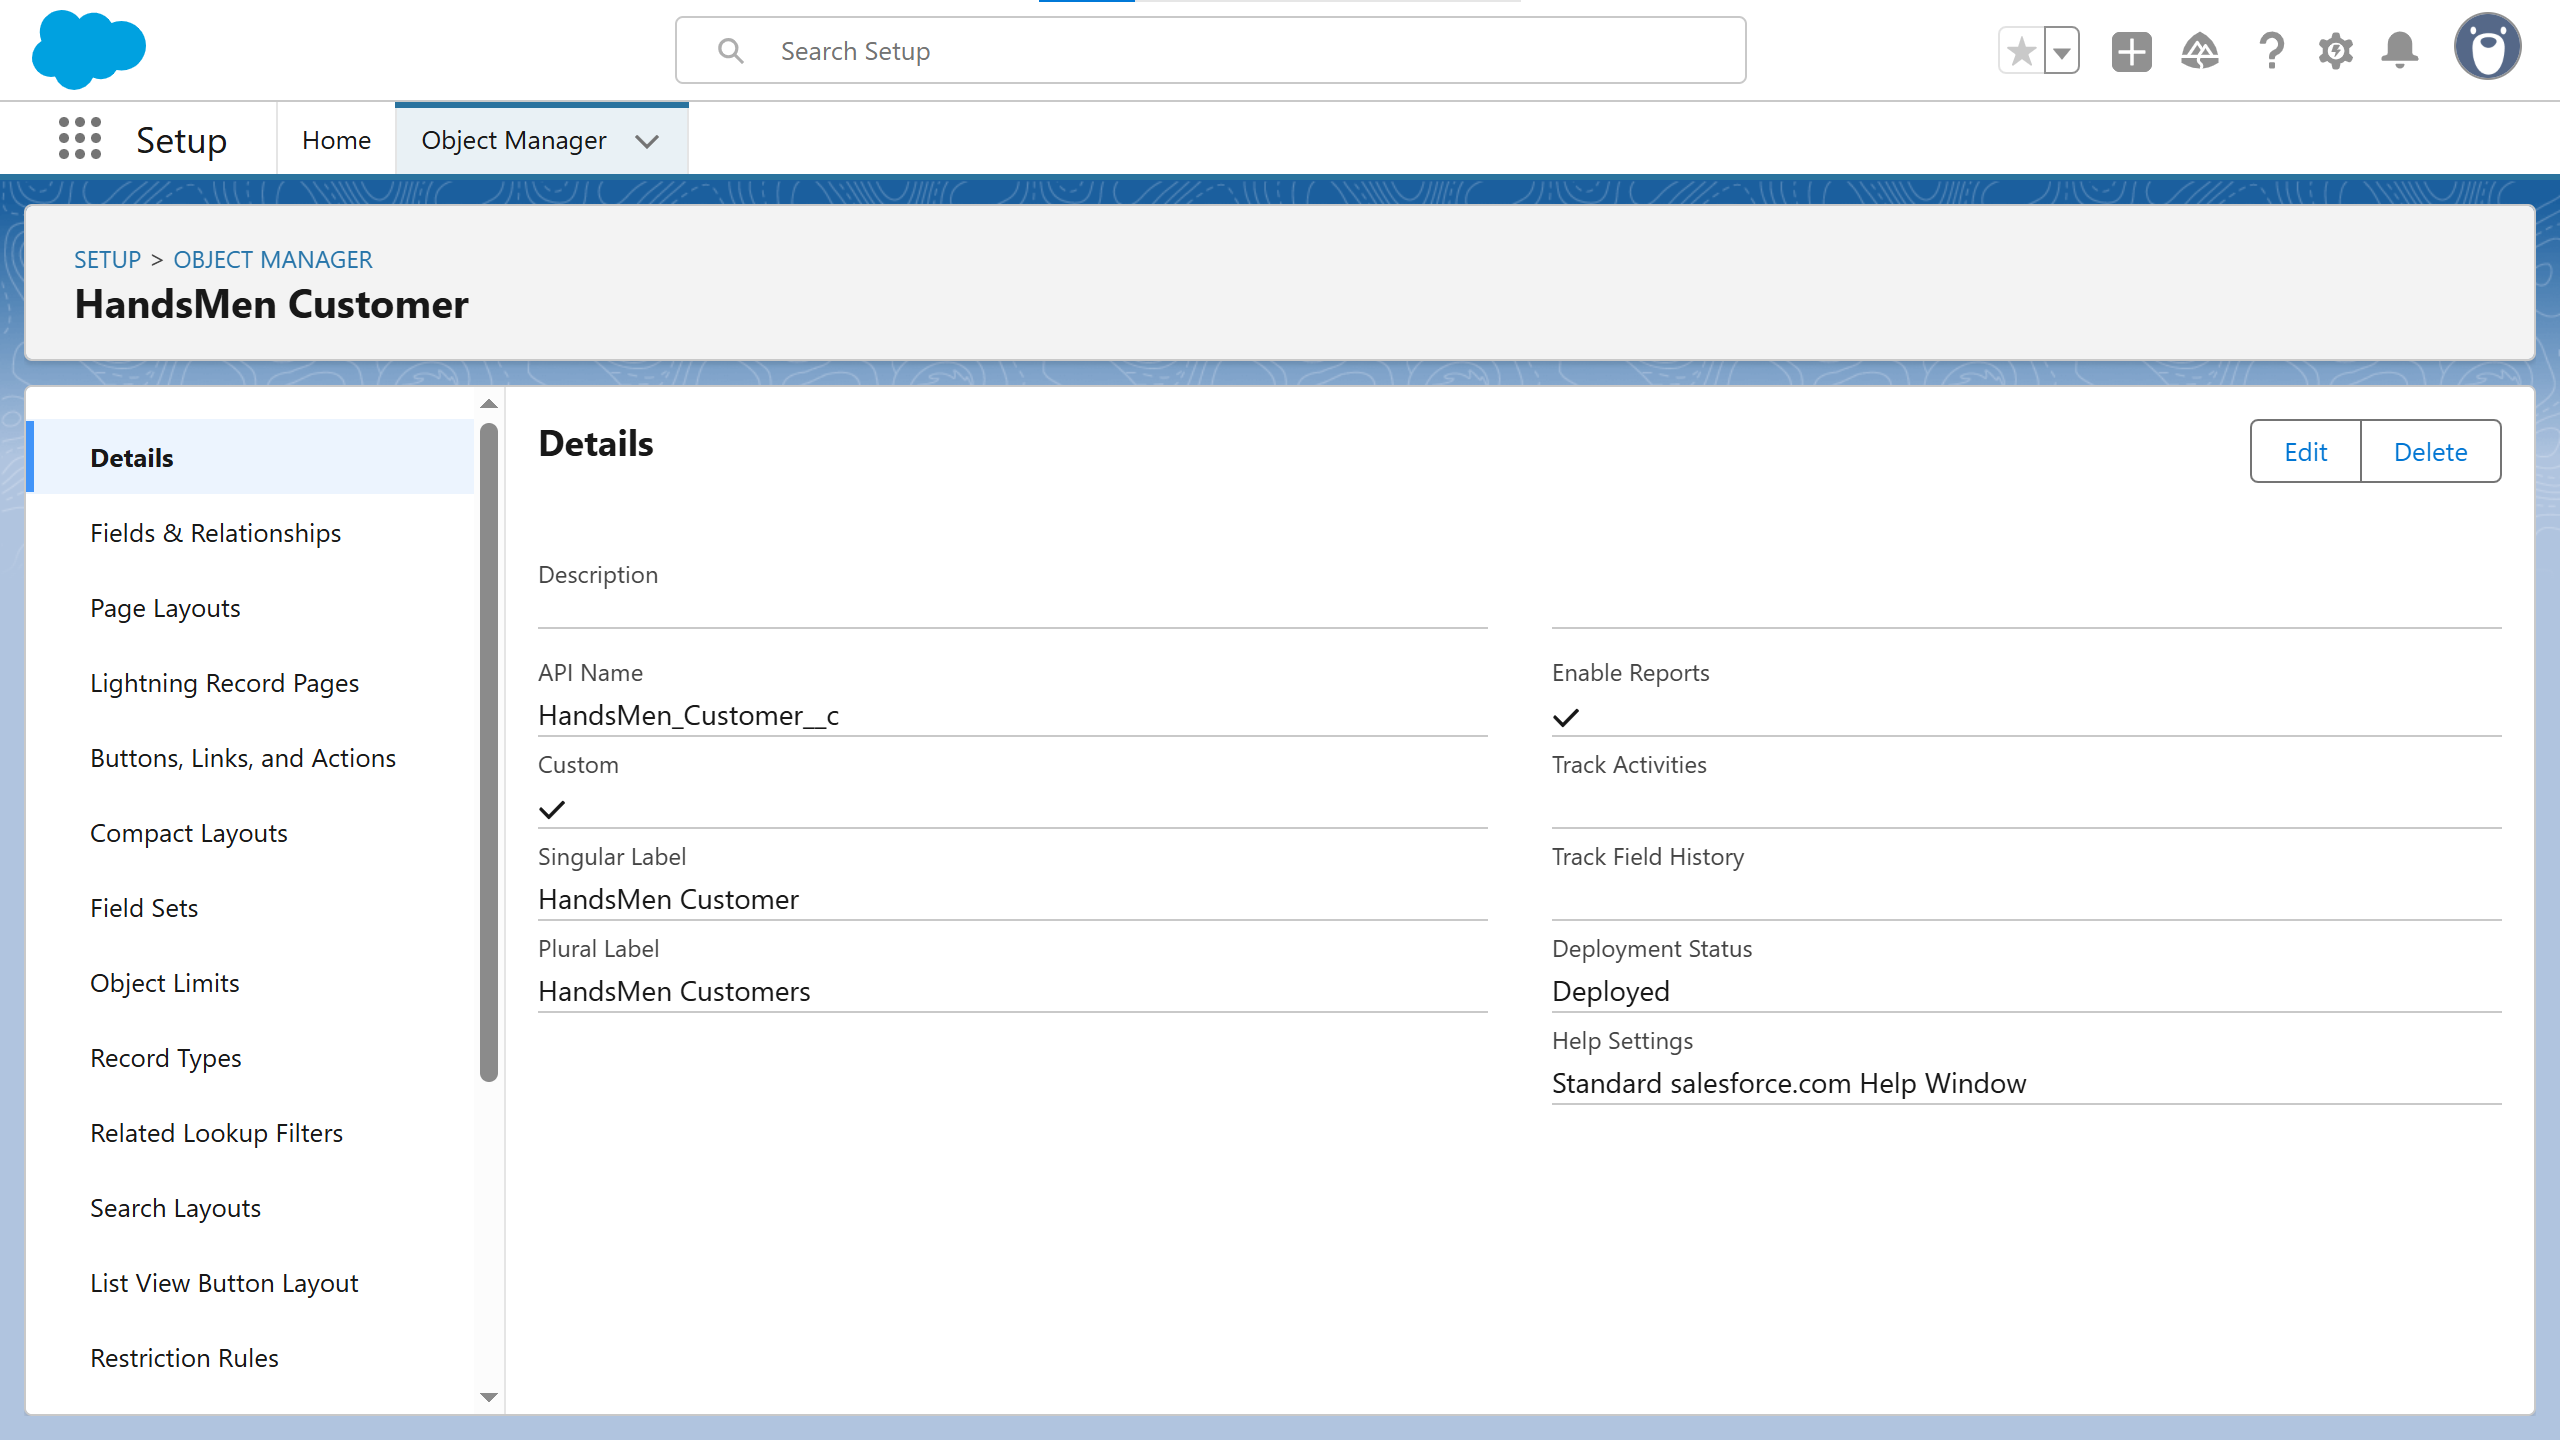 Search Setup
Setup
Home
Object Manager
SETUP > OBJECT MANAGER
HandsMen Customer
Details
Fields & Relationships
Page Layouts
Lightning Record Pages
Buttons, Links, and Actions
Compact Layouts
Field Sets
Object Limits
Record Types
Related Lookup Filters
Search Layouts
List View Button Layout
Restriction Rules
Details
Edit
Delete
Description
API Name
HandsMen_Customer__c
Custom
Singular Label
HandsMen Customer
Plural Label
HandsMen Customers
Enable Reports
Track Activities
Track Field History
Deployment Status
Deployed
Help Settings
Standard salesforce.com Help Window